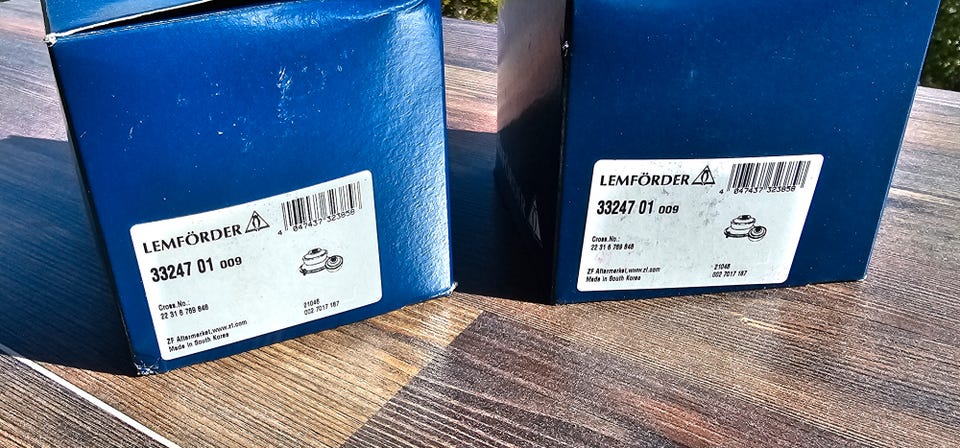 LEMFÖRDER
4 047437 323858
33247 01 009
Cross.No.:
22 31 6 769 848
21048
002 7017 187
ZF Aftermarket,www.zf.com
Made in South Korea
LEMFÖRDER
4 047437 323858
33247 01 009
Cross.No.:
22 31 6 769 848
21048
002 7017 187
ZF Aftermarket,www.zf.com
Made in South Korea